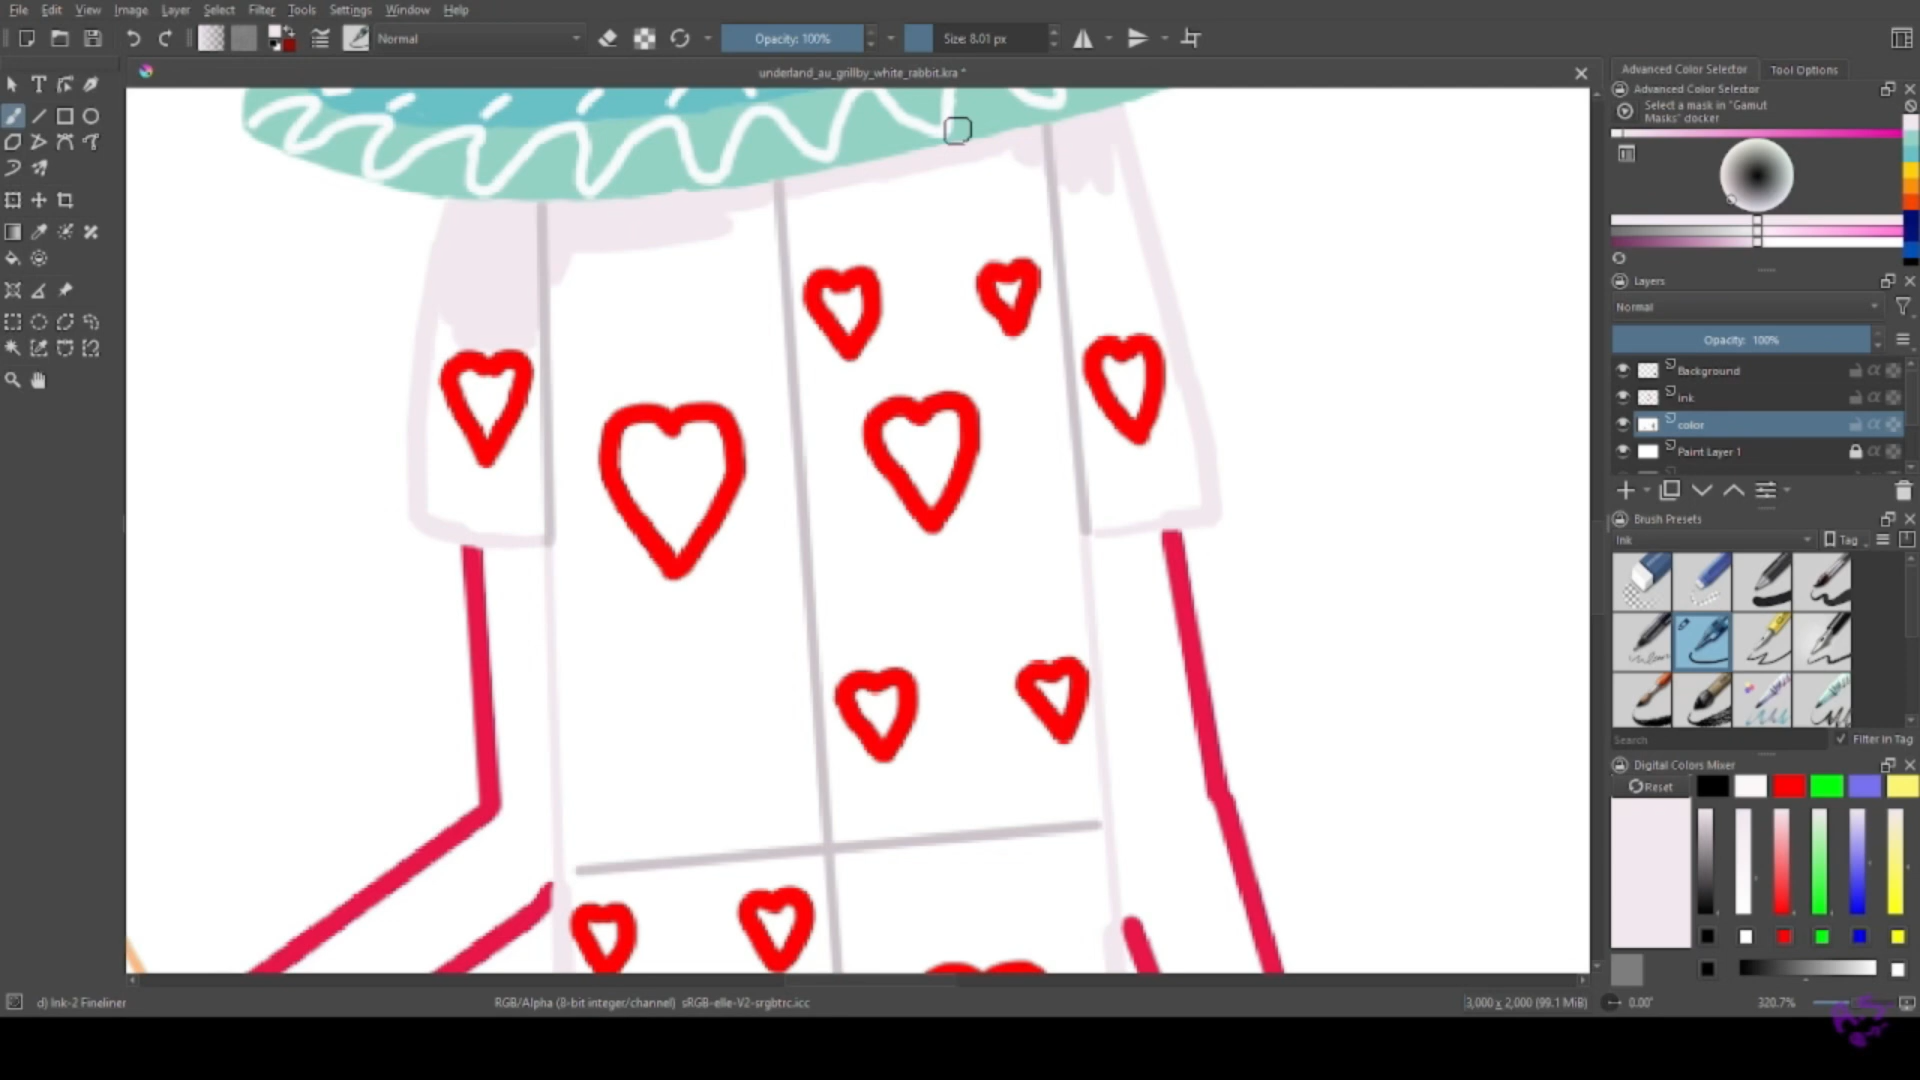 File Edit View Image Layer Select Filter Tools Settings Window Help
Normal
Opacity: 100%
Size: 8.01 px
underland_au_grillby_white_rabbit.kra *
Advanced Color Selector
Tool Options
Advanced Color Selector
Select a mask in "Gamut
Masks" docker
Layers
Normal
Opacity: 100%
Background
ink
color
Paint Layer 1
Brush Presets
Ink
Tag
Search
Filter in Tag
Digital Colors Mixer
Reset
d) Ink-2 Fineliner
RGB/Alpha (8-bit integer/channel) sRGB-elle-V2-srgbtrc.icc
3,000 x 2,000 (99.1 MiB)
0.00°
320.7%